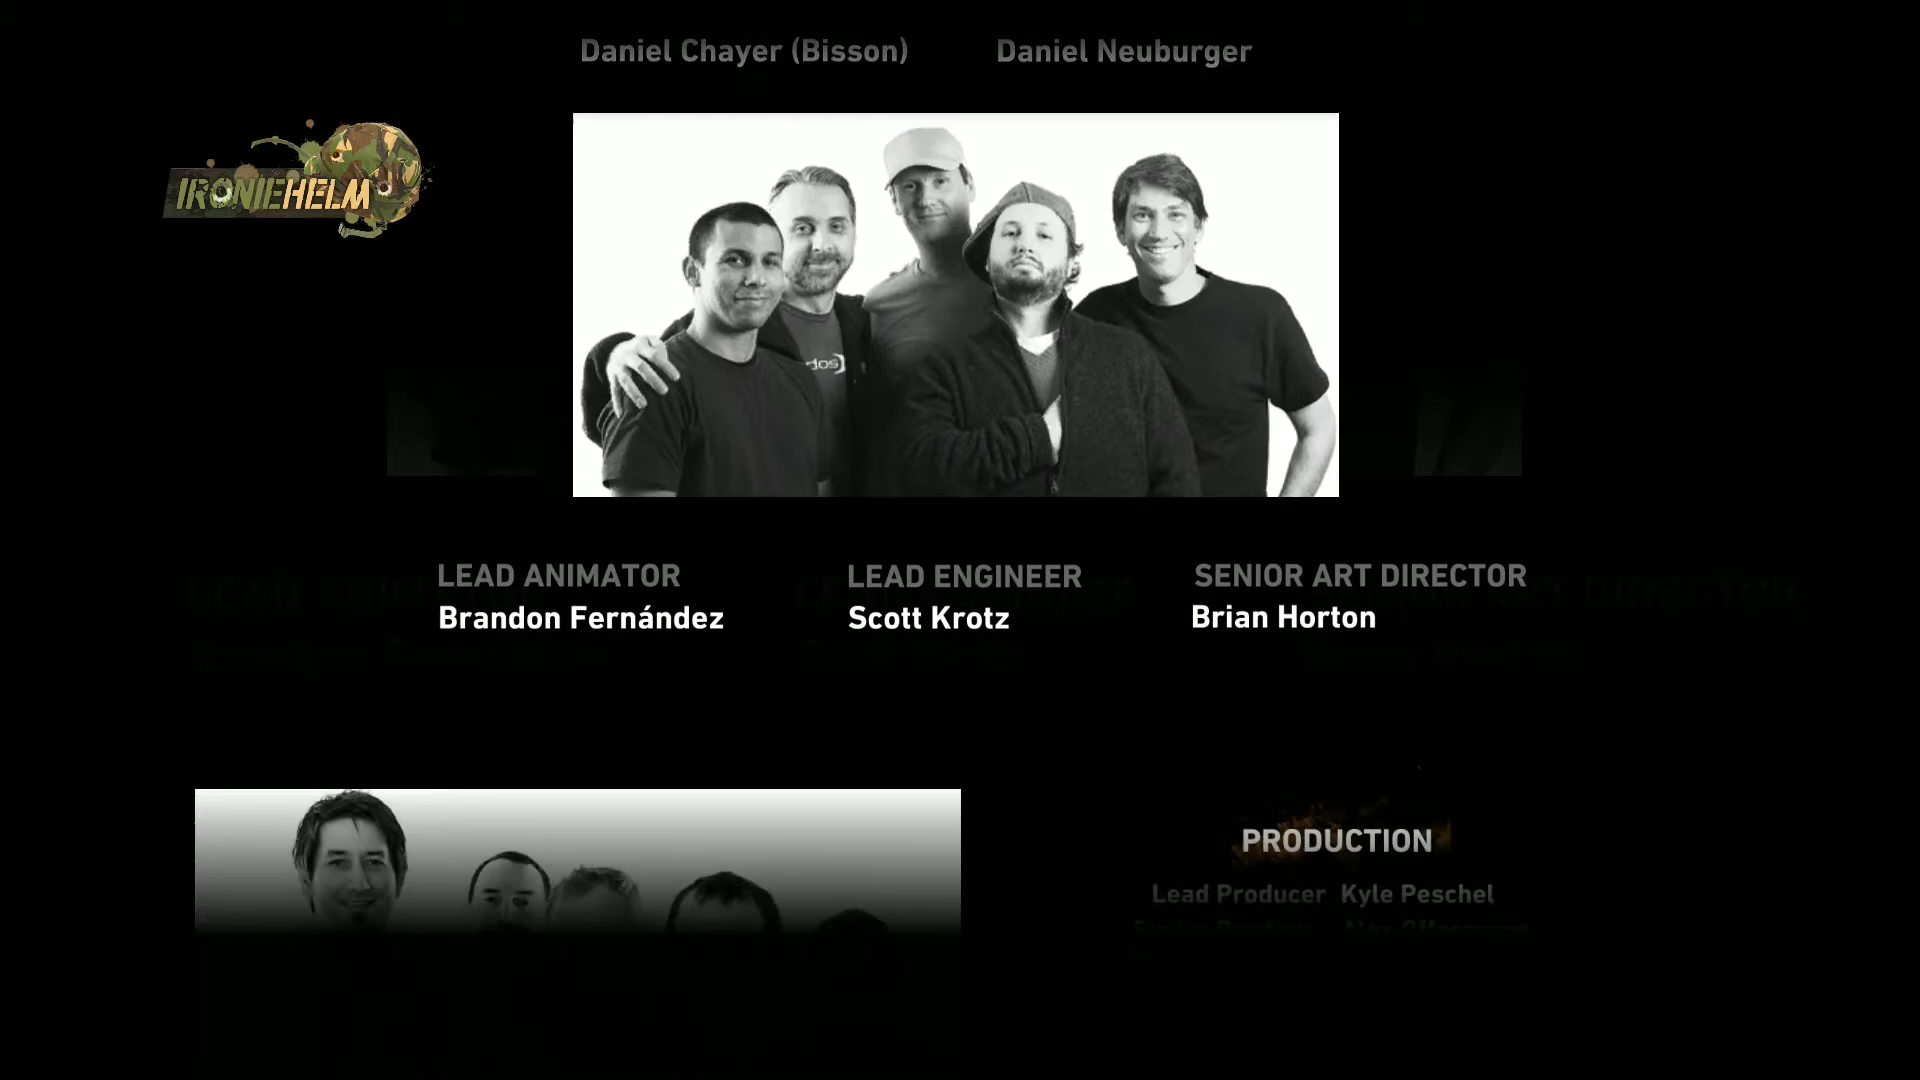 Daniel Chayer (Bisson) Daniel Neuburger
IRONIEHELM
dos)
LEAD ANIMATOR LEAD ENGINEER SENIOR ART DIRECTOR
Brandon Fernández Scott Krotz Brian Horton
PRODUCTION
Lead Producer Kyle Peschel